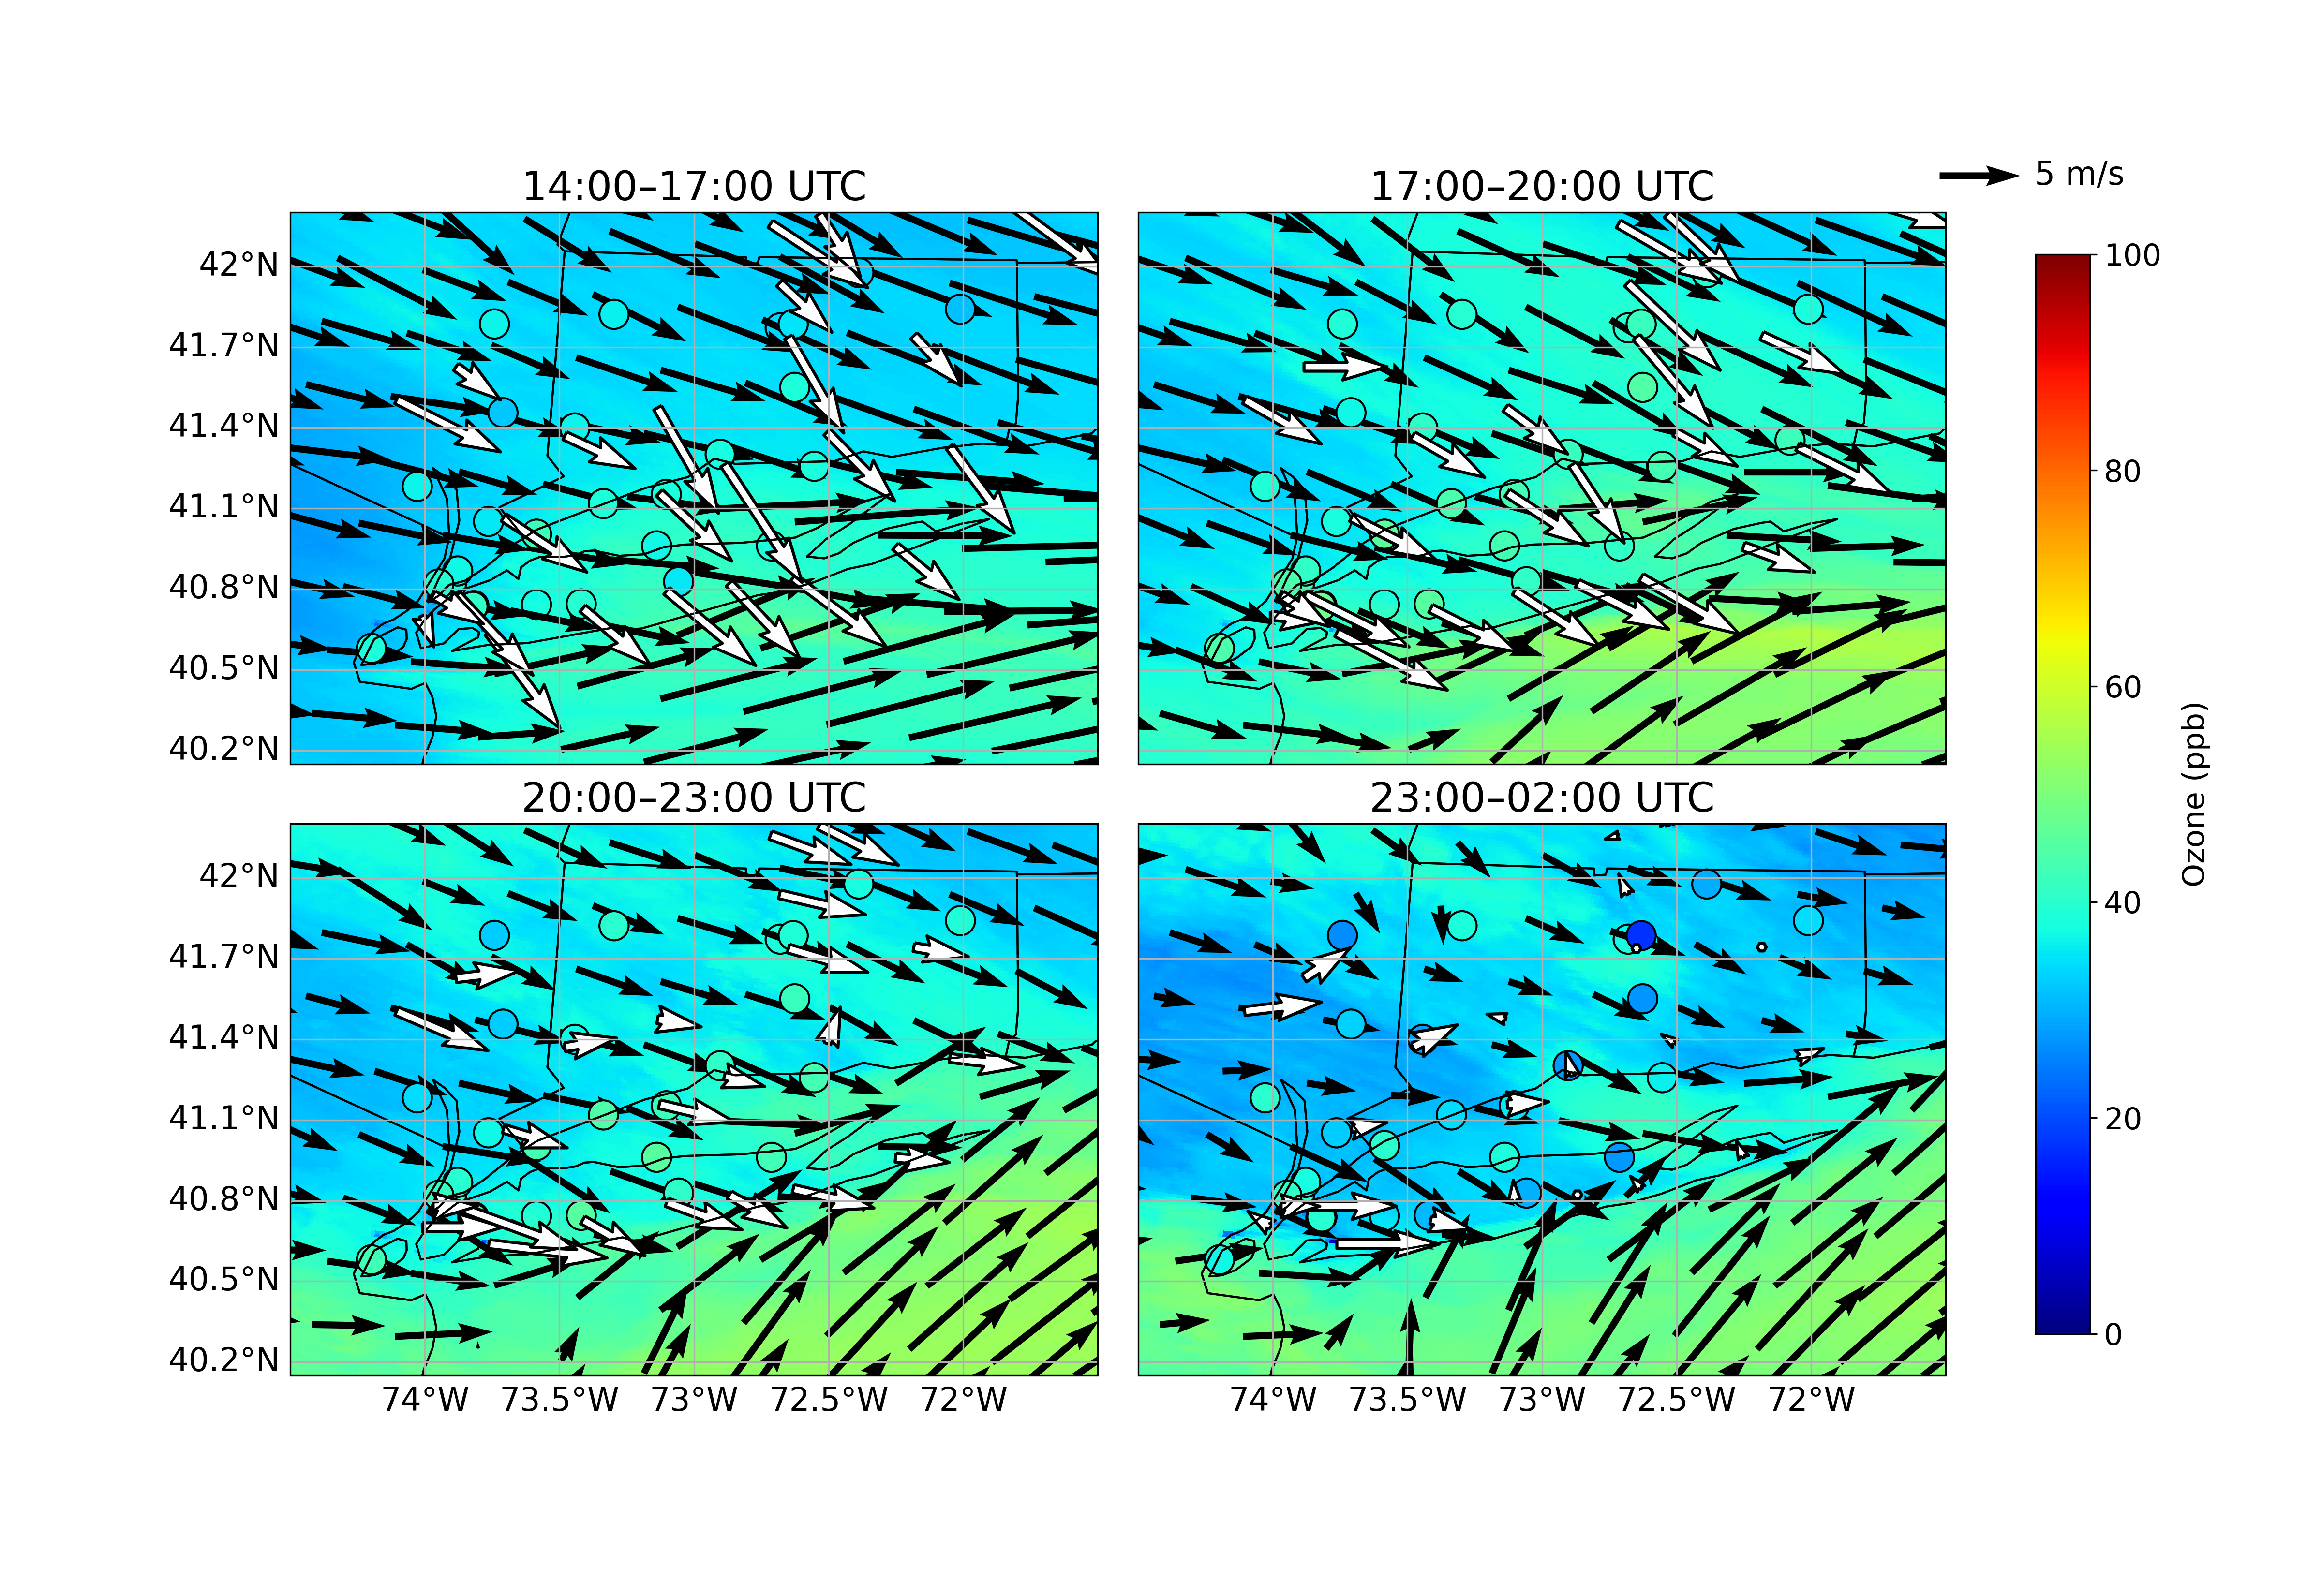 14:00–17:00 UTC
17:00–20:00 UTC
5 m/s
42°N
41.7°N
41.4°N
41.1°N
40.8°N
40.5°N
40.2°N
20:00–23:00 UTC
23:00–02:00 UTC
42°N
41.7°N
41.4°N
41.1°N
40.8°N
40.5°N
40.2°N
74°W 73.5°W 73°W 72.5°W 72°W
74°W 73.5°W 73°W 72.5°W 72°W
100
80
60
40
20
0
Ozone (ppb)